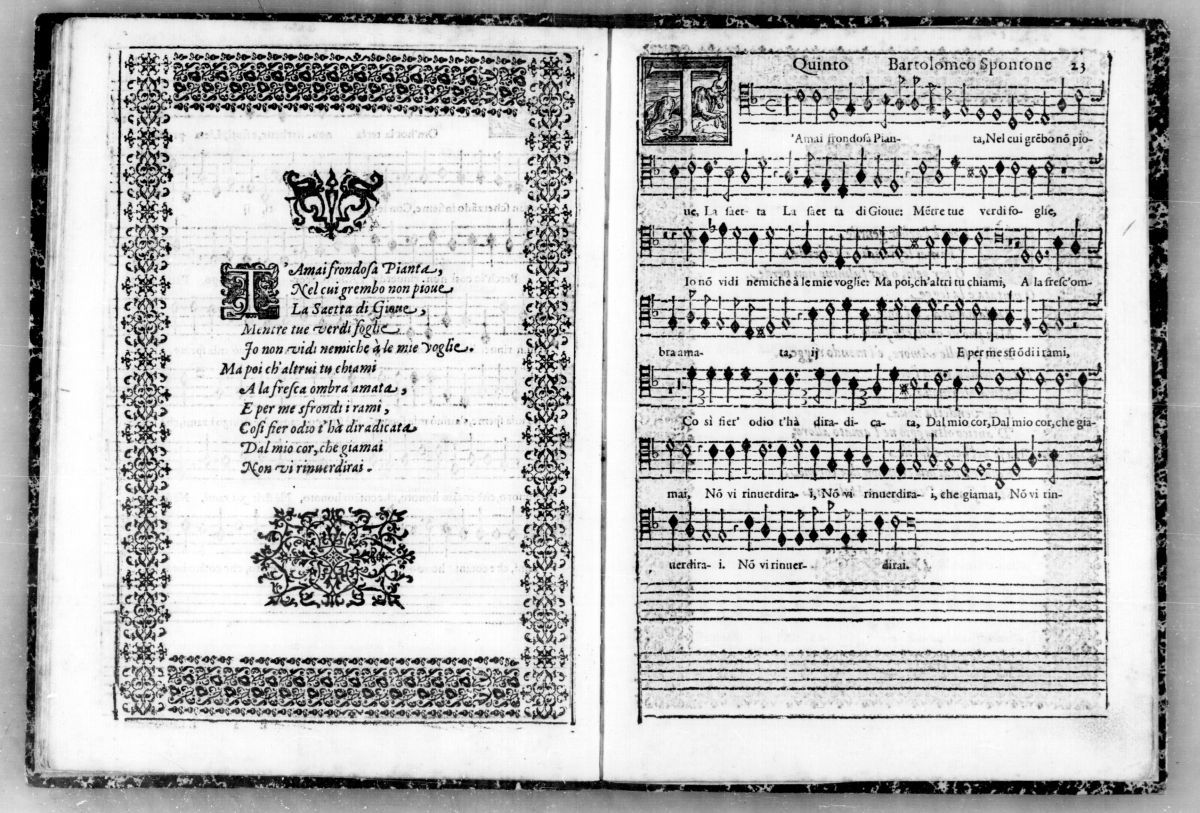 T'Amai frondosa Pianta,
Nel cui grembo non pioue
La Saetta di Gioue,
Mentre tue verdi foglie
Io non vidi nemiche à le mie voglie.
Ma poi ch'altrui tu chiami
A la fresca ombra amata,
E per me sfrondi i rami,
Cosi fier odio t'hà diradicata
Dal mio cor, che giamai
Non vi rinuerdirai.
Quinto Bartolomeo Spontone 23
T'Amai frondosa Pian- ta, Nel cui grẽbo nõ pio-
ue, La saet- ta La saet ta di Gioue: Mẽtre tue verdi fo- glie,
Io nõ vidi nemiche à le mie voglie: Ma poi, ch'altri tu chiami, A la fresc'om-
bra ama- ta, ij E per me sfrõdi i rami,
Co sì fier' odio t'hà diradi- ca- ta, Dal mio cor, Dal mio cor, che gia-
mai, Nõ vi rinuerdira- i, Nõ vi rinuerdira- i, che giamai, Nõ vi rin-
uerdira- i. Nõ vi rinuer- dirai.